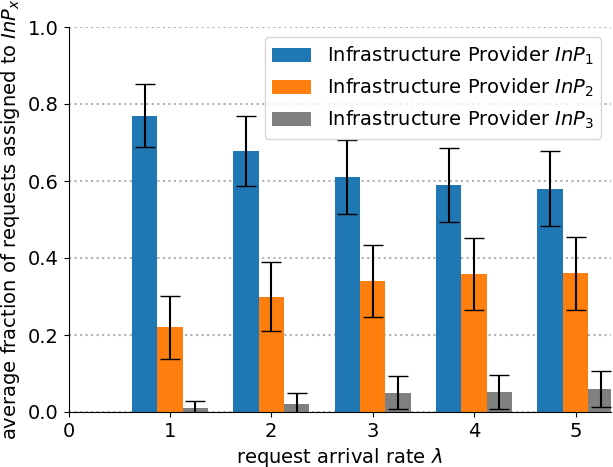 average fraction of requests assigned to InPₓ
1.0
0.8
0.6
0.4
0.2
0.0
Infrastructure Provider InP₁
Infrastructure Provider InP₂
Infrastructure Provider InP₃
0 1 2 3 4 5
request arrival rate λ